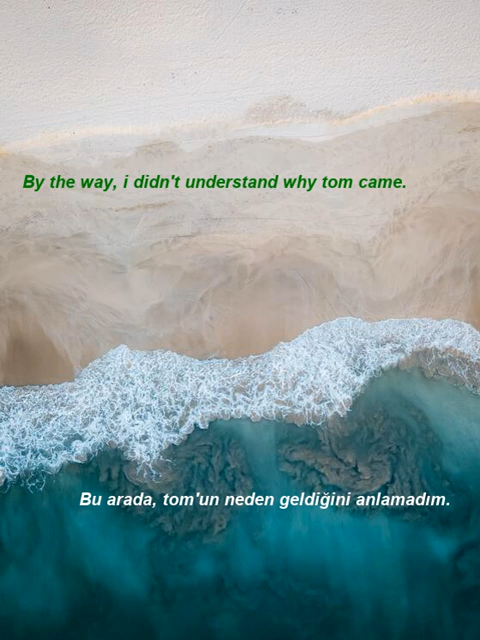 By the way, i didn't understand why tom came.
Bu arada, tom'un neden geldiğini anlamadım.